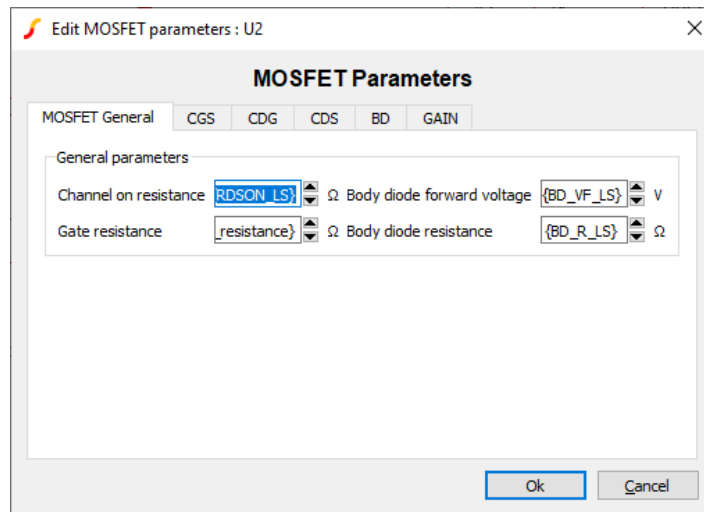 Edit MOSFET parameters : U2
MOSFET Parameters
MOSFET General CGS CDG CDS BD GAIN
General parameters
Channel on resistance RDSON_LS} Ω Body diode forward voltage {BD_VF_LS} V
Gate resistance _resistance} Ω Body diode resistance {BD_R_LS} Ω
Ok Cancel